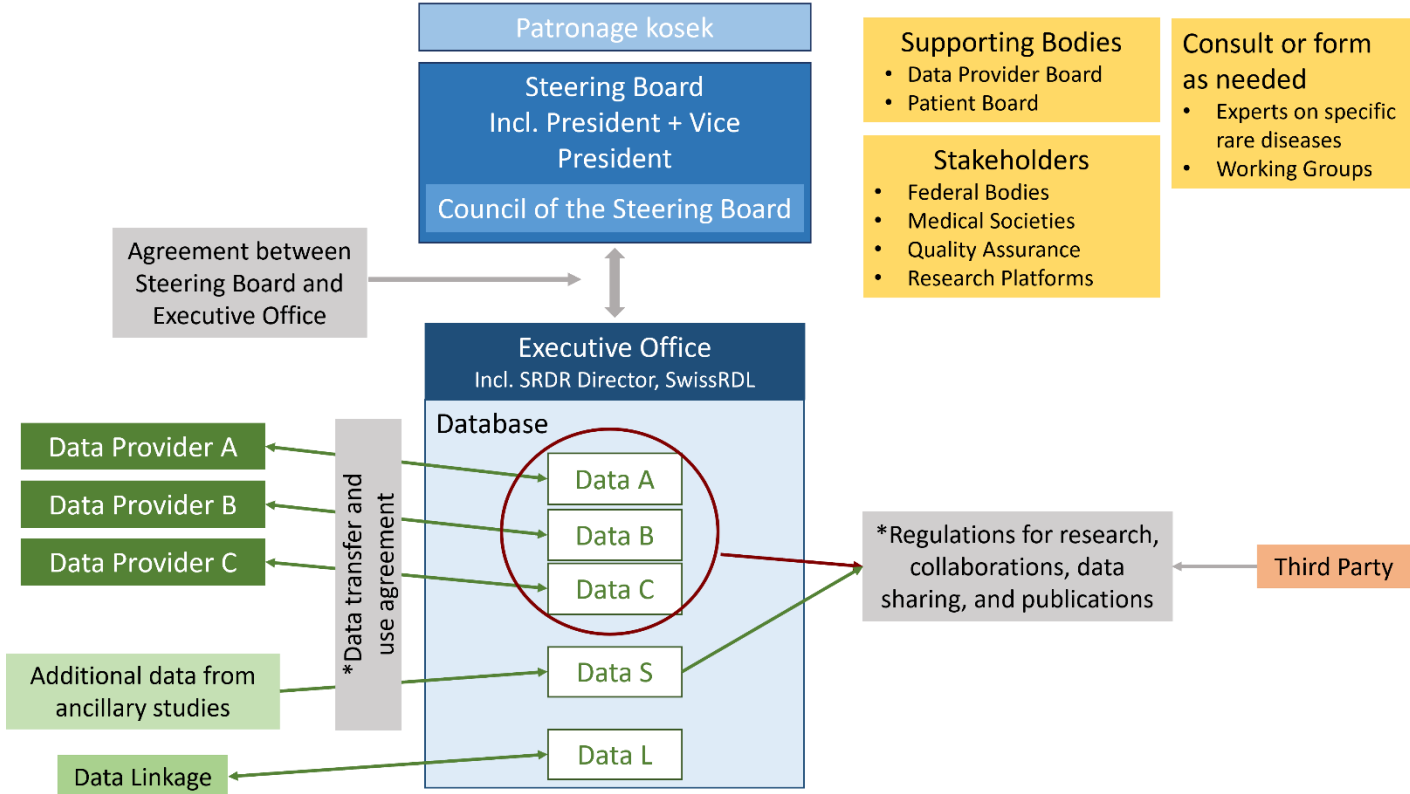 Patronage kosek
Steering Board
Incl. President + Vice
President
Council of the Steering Board
Supporting Bodies
• Data Provider Board
• Patient Board
Consult or form
as needed
• Experts on specific
rare diseases
• Working Groups
Stakeholders
• Federal Bodies
• Medical Societies
• Quality Assurance
• Research Platforms
Agreement between
Steering Board and
Executive Office
Executive Office
Incl. SRDR Director, SwissRDL
Database
Data Provider A
Data Provider B
Data Provider C
*Data transfer and
use agreement
Data A
Data B
Data C
Data S
Data L
Additional data from
ancillary studies
Data Linkage
*Regulations for research,
collaborations, data
sharing, and publications
Third Party